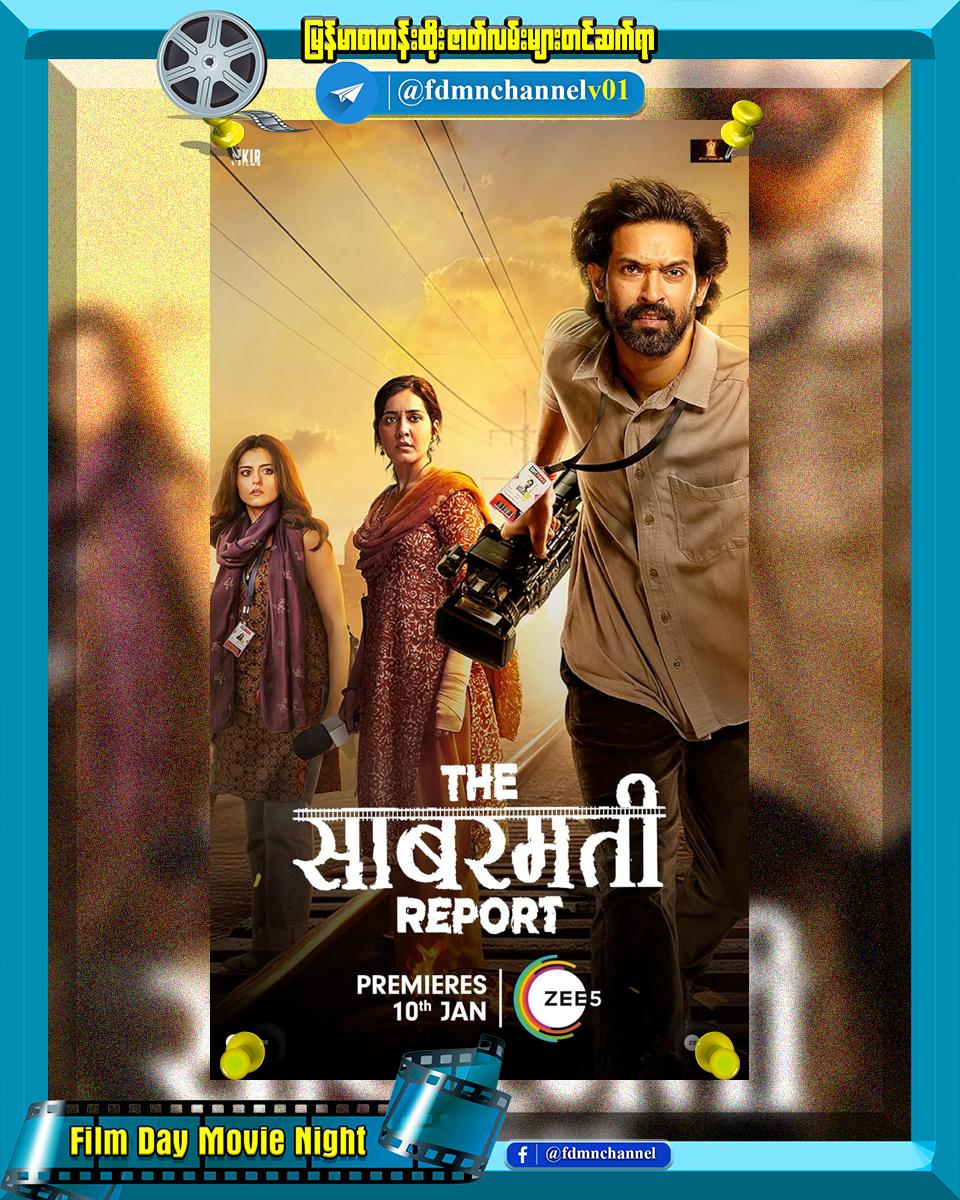 မြန်မာစာတန်းထိုးဇာတ်လမ်းများတင်ဆက်ရာ
@fdmnchannelv01
THE
साबरमती
REPORT
PREMIERES
10th JAN
ZEE5
Film Day Movie Night
f
@fdmnchannel